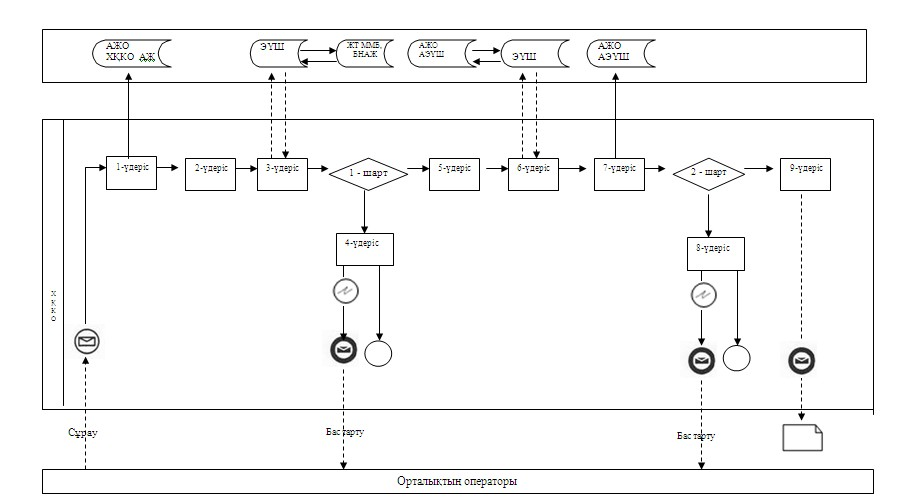 АЖО
ХҚКО АЖ
ЭҮШ
ЖТ ММБ,
БНАЖ
АЖО
АЭҮШ
ЭҮШ
АЖО
АЭҮШ
1-үдеріс
2-үдеріс
3-үдеріс
1 - шарт
5-үдеріс
6-үдеріс
7-үдеріс
2 - шарт
9-үдеріс
4-үдеріс
8-үдеріс
Х
Қ
К
О
Сұрау
Бас тарту
Бас тарту
Орталықтың операторы